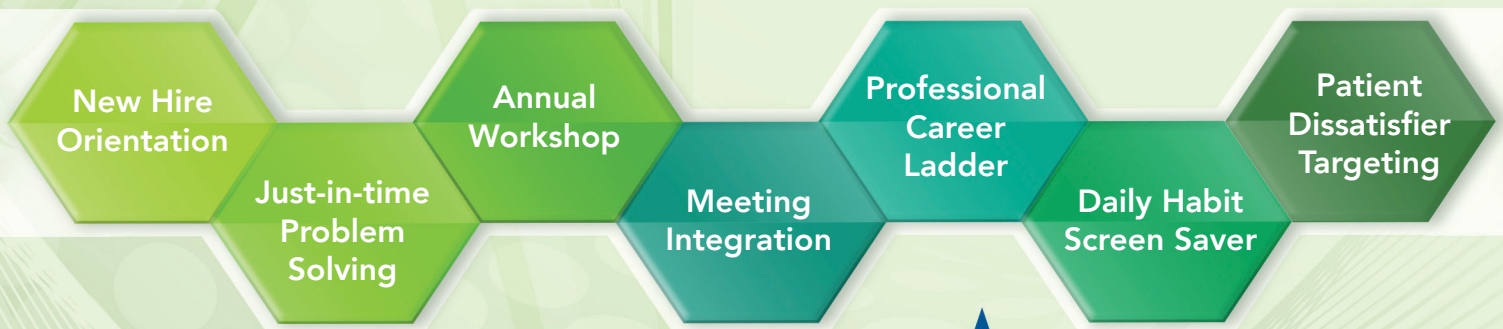 New Hire
Orientation
Just-in-time
Problem
Solving
Annual
Workshop
Meeting
Integration
Professional
Career
Ladder
Daily Habit
Screen Saver
Patient
Dissatisfier
Targeting